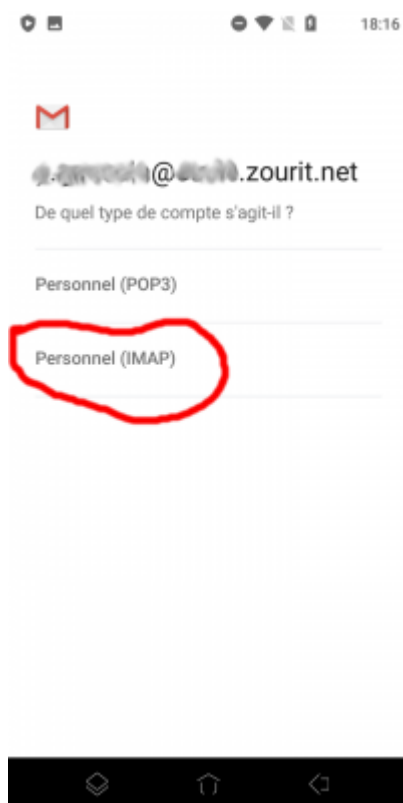 18:16
@ .zourit.net
De quel type de compte s'agit-il ?
Personnel (POP3)
Personnel (IMAP)